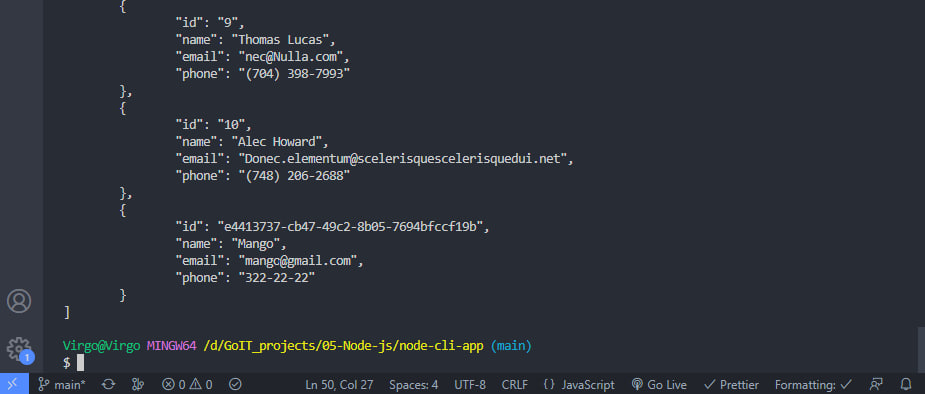 {
"id": "9",
"name": "Thomas Lucas",
"email": "nec@Nulla.com",
"phone": "(704) 398-7993"
},
{
"id": "10",
"name": "Alec Howard",
"email": "Donec.elementum@scelerisquescelerisquedui.net",
"phone": "(748) 206-2688"
},
{
"id": "e4413737-cb47-49c2-8b05-7694bfccf19b",
"name": "Mango",
"email": "mango@gmail.com",
"phone": "322-22-22"
}
]
Virgo@Virgo MINGW64 /d/GoIT_projects/05-Node-js/node-cli-app (main)
$
1
main* 0 0 Ln 50, Col 27 Spaces: 4 UTF-8 CRLF {} JavaScript Go Live Prettier Formatting: